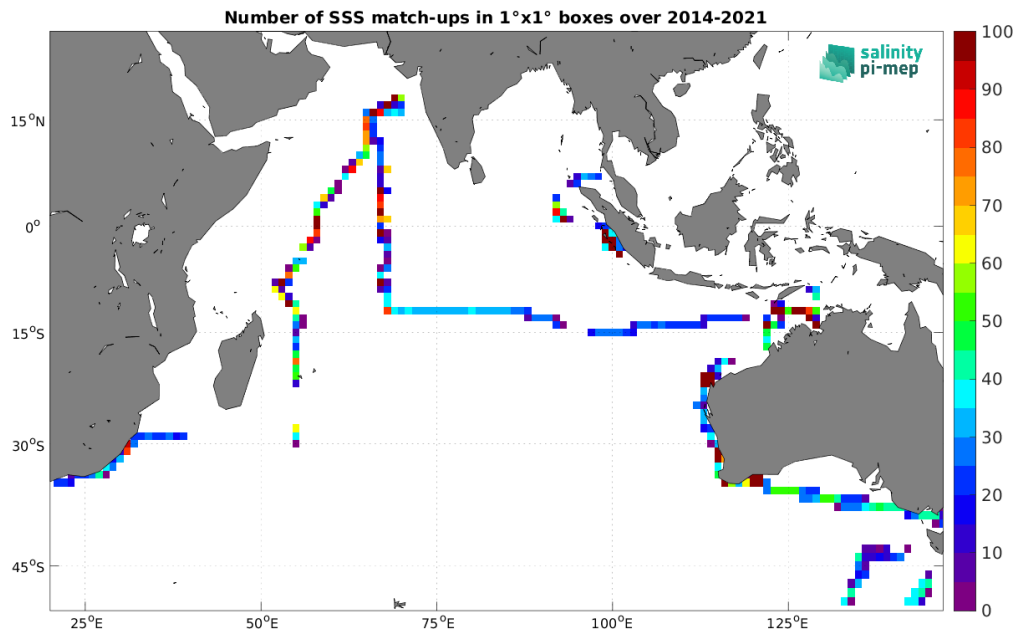 Number of SSS match-ups in 1°x1° boxes over 2014-2021
salinity
pi-mep
15°N
0°
15°S
30°S
45°S
25°E
50°E
75°E
100°E
125°E
100
90
80
70
60
50
40
30
20
10
0